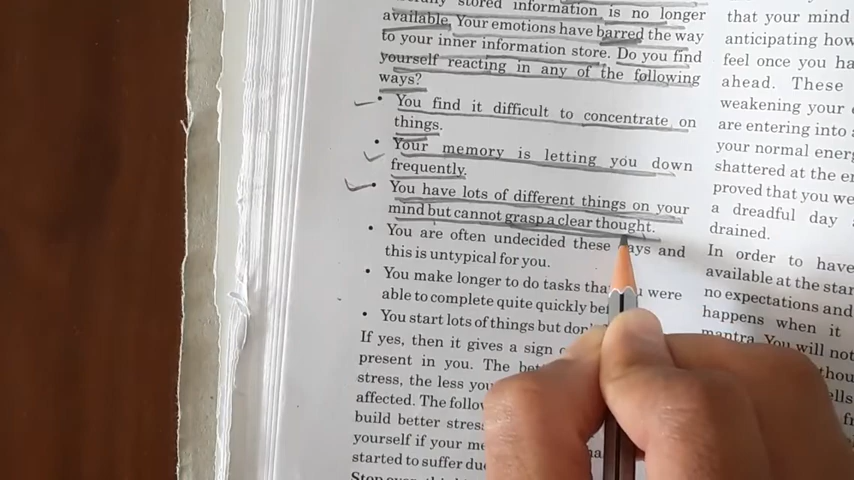 stored information is no longer
available. Your emotions have barred the way
to your inner information store. Do you find
yourself reacting in any of the following
ways?
• You find it difficult to concentrate on
things.
• Your memory is letting you down
frequently.
• You have lots of different things on your
mind but cannot grasp a clear thought.
• You are often undecided these days and
this is untypical for you.
• You make longer to do tasks that you were
able to complete quite quickly
• You start lots of things but
If yes, then it gives a sign
present in you. The
stress, the less you
affected. The
build better
yourself if your
started to suffer
that your mind
anticipating how
feel once you
ahead. These
weakening your
are entering into
your normal
shattered at the
proved that you
a dreadful day
drained.
In order to have
available at the
no expectations and
happens when it
mantra. You will not